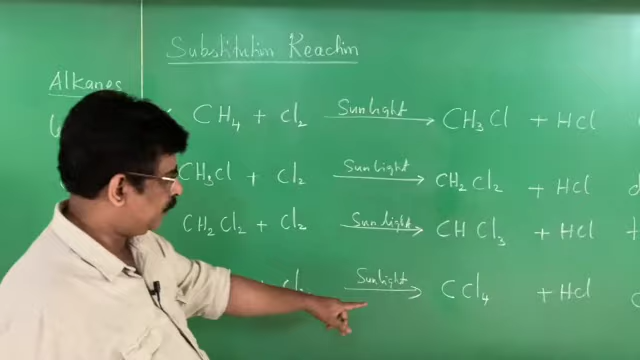 Substitution Reaction
Alkanes
CH₄ + Cl₂ Sunlight → CH₃Cl + HCl
CH₃Cl + Cl₂ Sunlight → CH₂Cl₂ + HCl
CH₂Cl₂ + Cl₂ Sunlight → CHCl₃ + HCl
Cl₂ Sunlight → CCl₄ + HCl